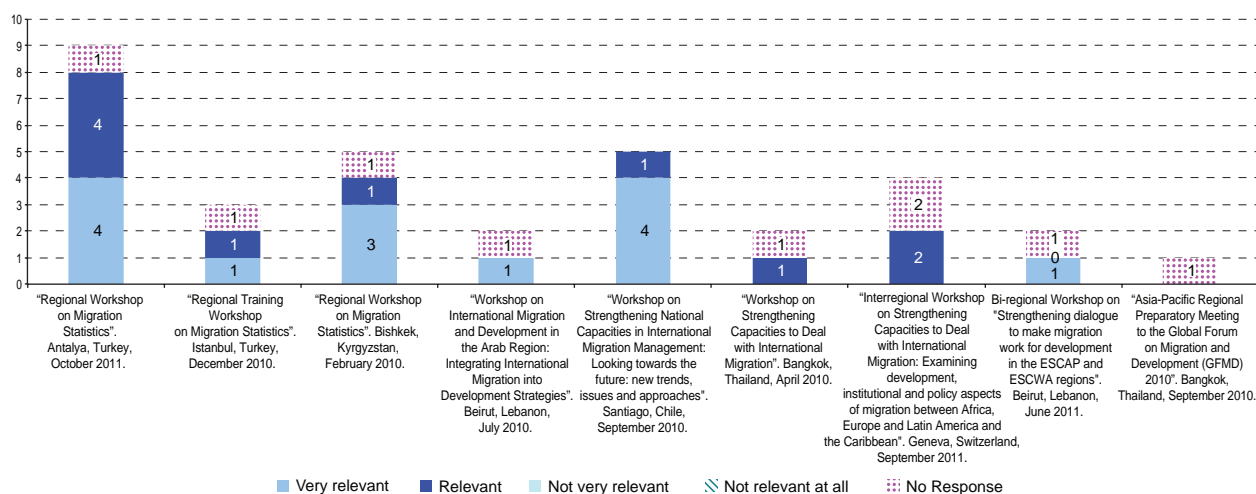 10
9
8
7
6
5
4
3
2
1
0
1
4
4
1
1
1
1
1
3
1
1
1
4
1
1
2
2
1
0
1
1
"Regional Workshop
on Migration
Statistics".
Antalya, Turkey,
October 2011.
"Regional Training
Workshop
on Migration Statistics".
Istanbul, Turkey,
December 2010.
"Regional Workshop
on Migration
Statistics". Bishkek,
Kyrgyzstan,
February 2010.
"Workshop on
International Migration
and Development in
the Arab Region:
Integrating International
Migration into
Development Strategies".
Beirut, Lebanon,
July 2010.
"Workshop on
Strengthening National
Capacities in International
Migration Management:
Looking towards the
future: new trends,
issues and approaches".
Santiago, Chile,
September 2010.
"Workshop on
Strengthening
Capacities to Deal
with International
Migration". Bangkok,
Thailand, April 2010.
"Interregional Workshop
on Strengthening
Capacities to Deal
with International
Migration: Examining
development,
institutional and policy aspects
of migration between Africa,
Europe and Latin America and
the Caribbean". Geneva, Switzerland,
September 2011.
Bi-regional Workshop on
"Strengthening dialogue
to make migration
work for development
in the ESCAP and
ESCWA regions".
Beirut, Lebanon,
June 2011.
"Asia-Pacific Regional
Preparatory Meeting
to the Global Forum
on Migration and
Development (GFMD)
2010". Bangkok,
Thailand, September 2010.
Very relevant
Relevant
Not very relevant
Not relevant at all
No Response